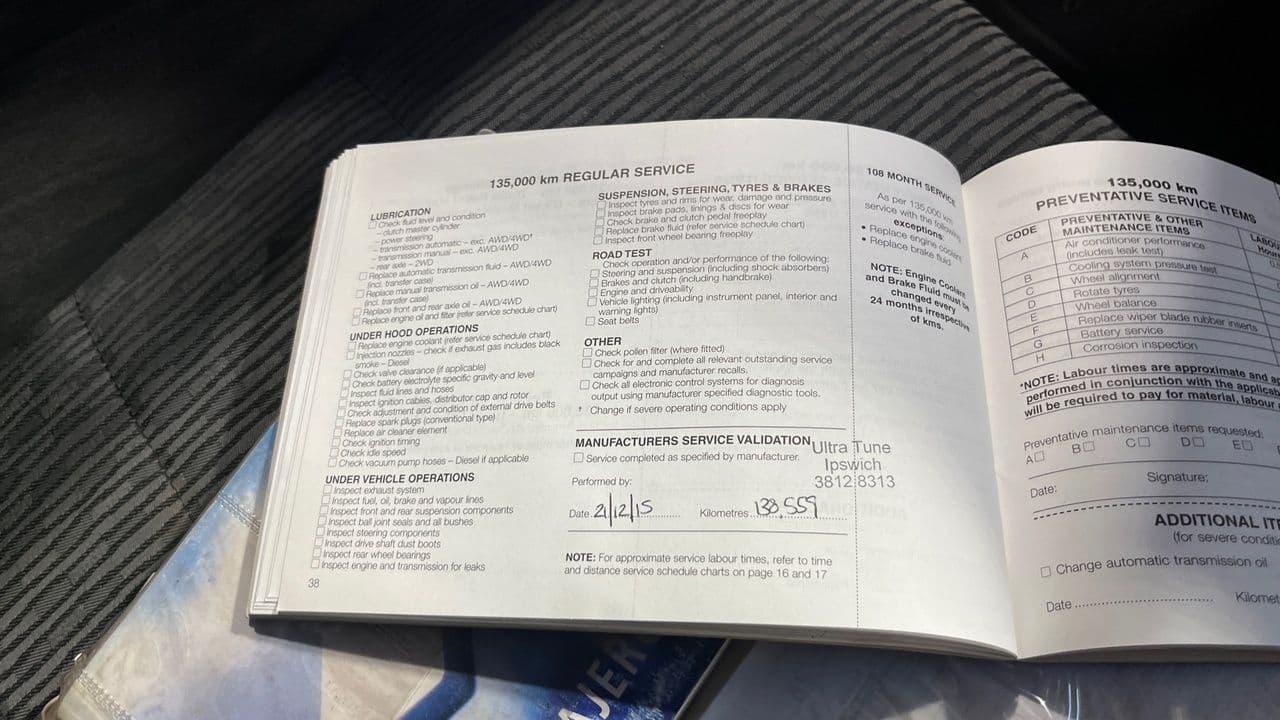 135,000 km REGULAR SERVICE
LUBRICATION
Check fluid level and condition
– clutch master cylinder
– power steering
– transmission automatic – exc. AWD/4WD†
– transmission manual – exc. AWD/4WD
– rear axle – 2WD
Replace automatic transmission fluid – AWD/4WD
(incl. transfer case)
Replace manual transmission oil – AWD/4WD
(incl. transfer case)
Replace front and rear axle oil – AWD/4WD
Replace engine oil and filter (refer service schedule chart)
UNDER HOOD OPERATIONS
Replace engine coolant (refer service schedule chart)
Injection nozzles – check if exhaust gas includes black
smoke – Diesel
Check valve clearance (if applicable)
Check battery electrolyte specific gravity and level
Inspect fluid lines and hoses
Inspect ignition cables, distributor cap and rotor
Check adjustment and condition of external drive belts
Replace spark plugs (conventional type)
Replace air cleaner element
Check ignition timing
Check idle speed
Check vacuum pump hoses – Diesel if applicable
UNDER VEHICLE OPERATIONS
Inspect exhaust system
Inspect fuel, oil, brake and vapour lines
Inspect front and rear suspension components
Inspect ball joint seals and all bushes
Inspect steering components
Inspect drive shaft dust boots
Inspect rear wheel bearings
Inspect engine and transmission for leaks
38
SUSPENSION, STEERING, TYRES & BRAKES
Inspect tyres and rims for wear, damage and pressure
Inspect brake pads, linings & discs for wear
Check brake and clutch pedal freeplay
Replace brake fluid (refer service schedule chart)
Inspect front wheel bearing freeplay
ROAD TEST
Check operation and/or performance of the following:
Steering and suspension (including shock absorbers)
Brakes and clutch (including handbrake)
Engine and driveability
Vehicle lighting (including instrument panel, interior and
warning lights)
Seat belts
OTHER
Check pollen filter (where fitted)
Check for and complete all relevant outstanding service
campaigns and manufacturer recalls.
Check all electronic control systems for diagnosis
output using manufacturer specified diagnostic tools.
† Change if severe operating conditions apply
MANUFACTURERS SERVICE VALIDATION
Service completed as specified by manufacturer.
Ultra Tune
Ipswich
3812 8313
Performed by:
Date 21/12/15 Kilometres 138,559
NOTE: For approximate service labour times, refer to time
and distance service schedule charts on page 16 and 17
108 MONTH SERVICE
As per 135,000 km
service with the following
exceptions:
• Replace engine coolant
• Replace brake fluid
NOTE: Engine Coolant
and Brake Fluid must be
changed every
24 months irrespective
of kms.
135,000 km
PREVENTATIVE SERVICE ITEMS
CODE PREVENTATIVE & OTHER
MAINTENANCE ITEMS
A Air conditioner performance
(includes leak test)
B Cooling system pressure test
C Wheel alignment
D Rotate tyres
E Wheel balance
F Replace wiper blade rubber inserts
G Battery service
H Corrosion inspection
*NOTE: Labour times are approximate and
performed in conjunction with the
will be required to pay for material, labour
Preventative maintenance items requested.
A B C D E
Date: Signature:
ADDITIONAL
(for severe
Change automatic transmission oil
Date